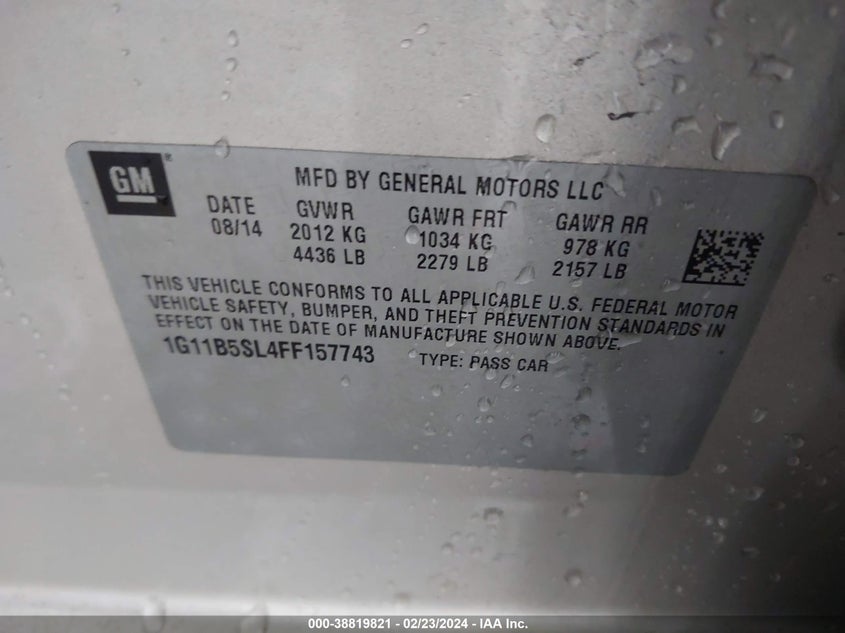 GM®
MFD BY GENERAL MOTORS LLC
DATE GVWR GAWR FRT GAWR RR
08/14 2012 KG 1034 KG 978 KG
4436 LB 2279 LB 2157 LB
THIS VEHICLE CONFORMS TO ALL APPLICABLE U.S. FEDERAL MOTOR
VEHICLE SAFETY, BUMPER, AND THEFT PREVENTION STANDARDS IN
EFFECT ON THE DATE OF MANUFACTURE SHOWN ABOVE.
1G11B5SL4FF157743 TYPE: PASS CAR
000-38819821 - 02/23/2024 - IAA Inc.